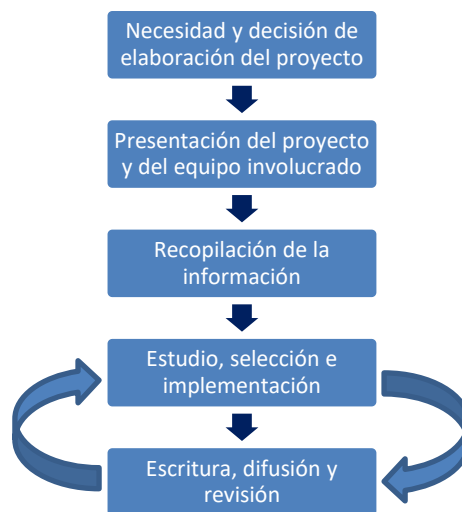 Necesidad y decisión de
elaboración del proyecto
Presentación del proyecto
y del equipo involucrado
Recopilación de la
información
Estudio, selección e
implementación
Escritura, difusión y
revisión